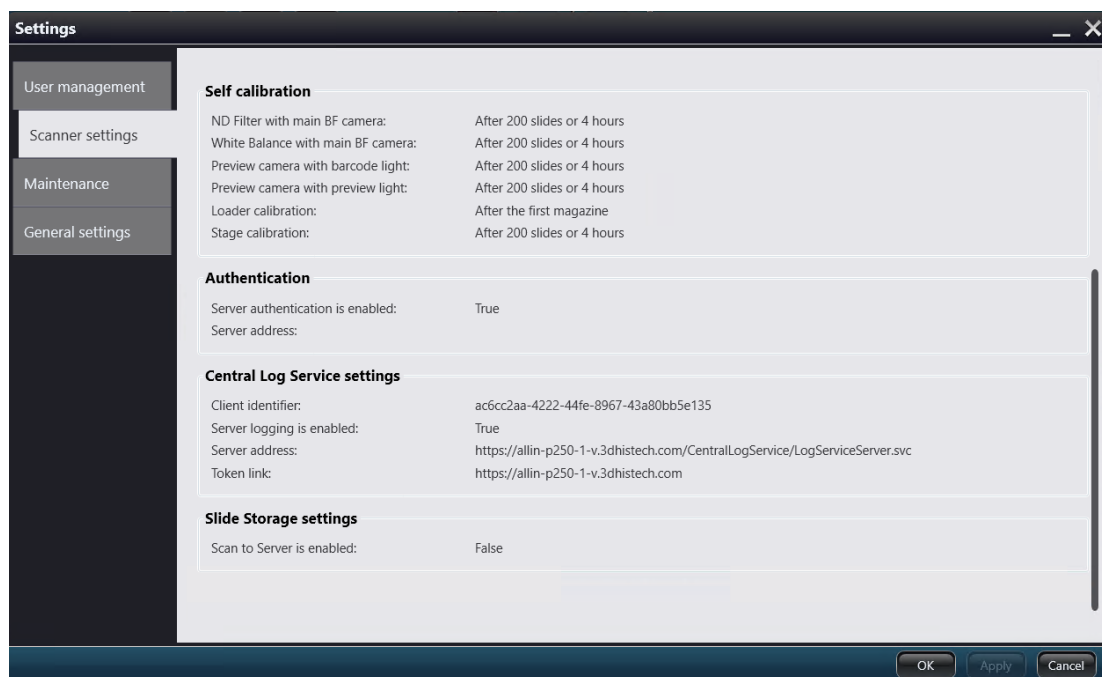 Settings
User management
Scanner settings
Maintenance
General settings
Self calibration
ND Filter with main BF camera: After 200 slides or 4 hours
White Balance with main BF camera: After 200 slides or 4 hours
Preview camera with barcode light: After 200 slides or 4 hours
Preview camera with preview light: After 200 slides or 4 hours
Loader calibration: After the first magazine
Stage calibration: After 200 slides or 4 hours
Authentication
Server authentication is enabled: True
Server address:
Central Log Service settings
Client identifier: ac6cc2aa-4222-44fe-8967-43a80bb5e135
Server logging is enabled: True
Server address: https://allin-p250-1-v.3dhistech.com/CentralLogService/LogServiceServer.svc
Token link: https://allin-p250-1-v.3dhistech.com
Slide Storage settings
Scan to Server is enabled: False
OK Apply Cancel